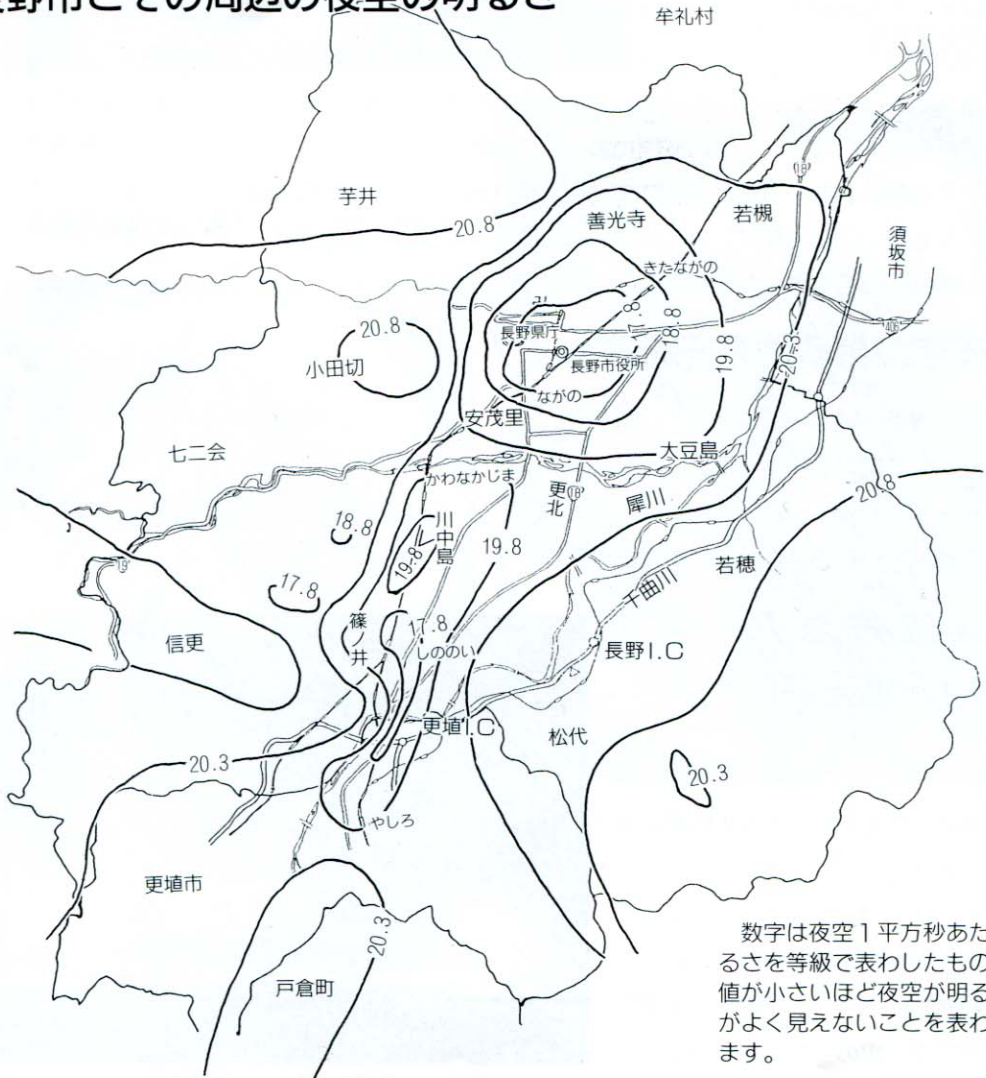 野市とその周辺の夜空の明るさ
牟礼村
芋井
善光寺
若槻
18
20.8
須坂市
きたながの
17.8
18.8
19.8
20.3
406
長野県庁
長野市役所
ながの
20.8
小田切
安茂里
大豆島
七二会
かわなかじま
更北
18
犀川
20.8
18.8
川中島
19.8
19.8
若穂
千曲川
19
17.8
篠ノ井
17.8
しののい
信更
長野I.C
更埴I.C
松代
20.3
20.3
やしろ
更埴市
20.3
戸倉町
数字は夜空1平方秒あた
るさを等級で表わしたもの
値が小さいほど夜空が明る
がよく見えないことを表わ
ます。